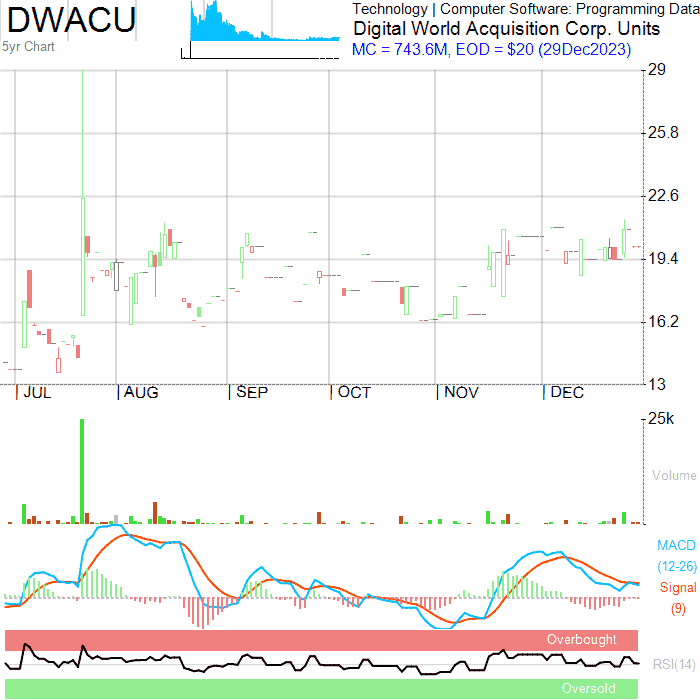 DWACU
5yr Chart
Technology | Computer Software: Programming Data
Digital World Acquisition Corp. Units
MC = 743.6M, EOD = $20 (29Dec2023)
29
25.8
22.6
19.4
16.2
13
JUL AUG SEP OCT NOV DEC
25k
Volume
MACD
(12-26)
Signal
(9)
Overbought
RSI(14)
Oversold